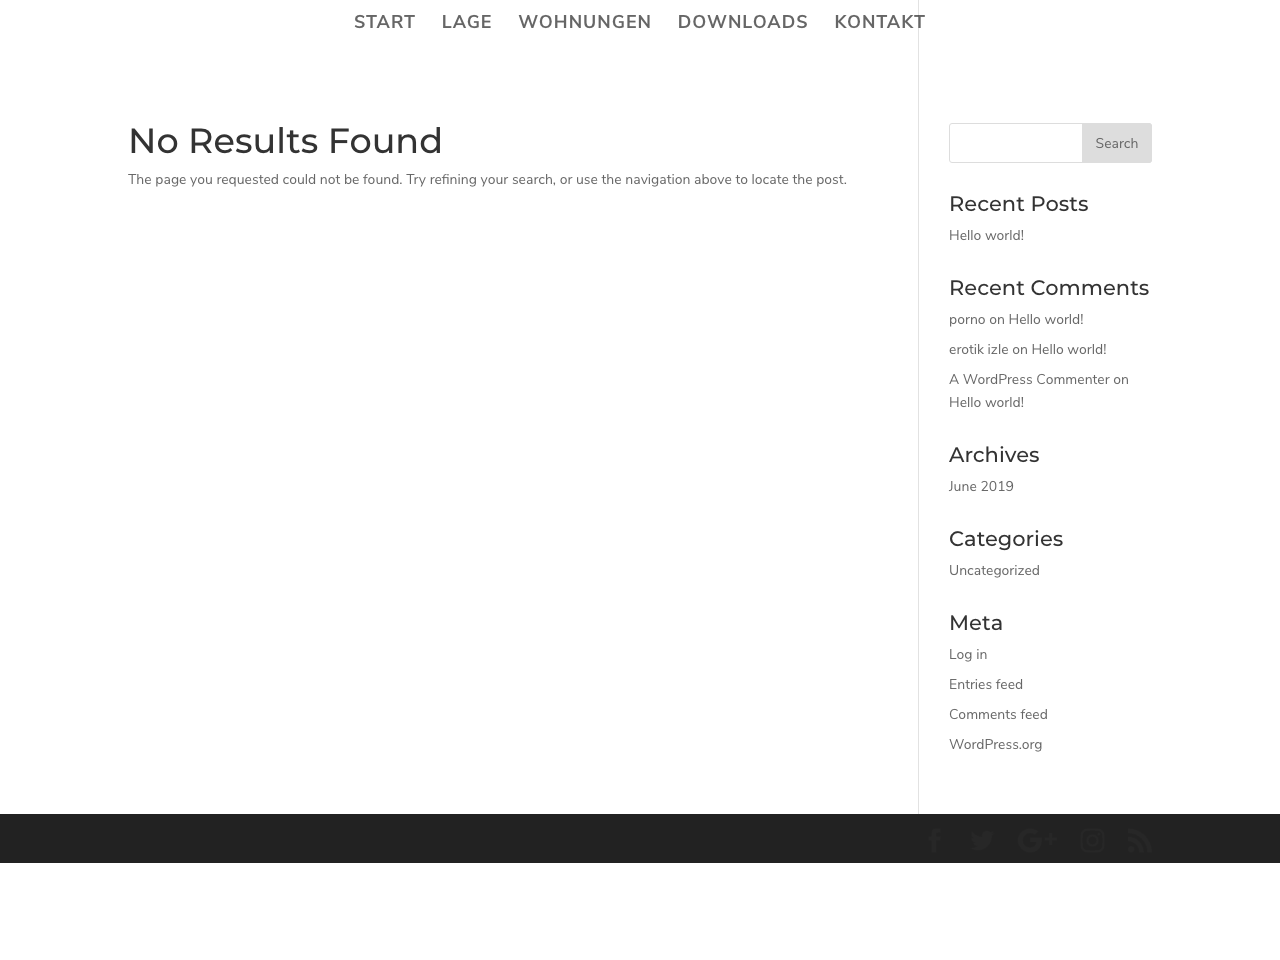 START
LAGE
WOHNUNGEN
DOWNLOADS
KONTAKT
No Results Found
The page you requested could not be found. Try refining your search, or use the navigation above to locate the post.
Search
Recent Posts
Hello world!
Recent Comments
porno on Hello world!
erotik izle on Hello world!
A WordPress Commenter on
Hello world!
Archives
June 2019
Categories
Uncategorized
Meta
Log in
Entries feed
Comments feed
WordPress.org